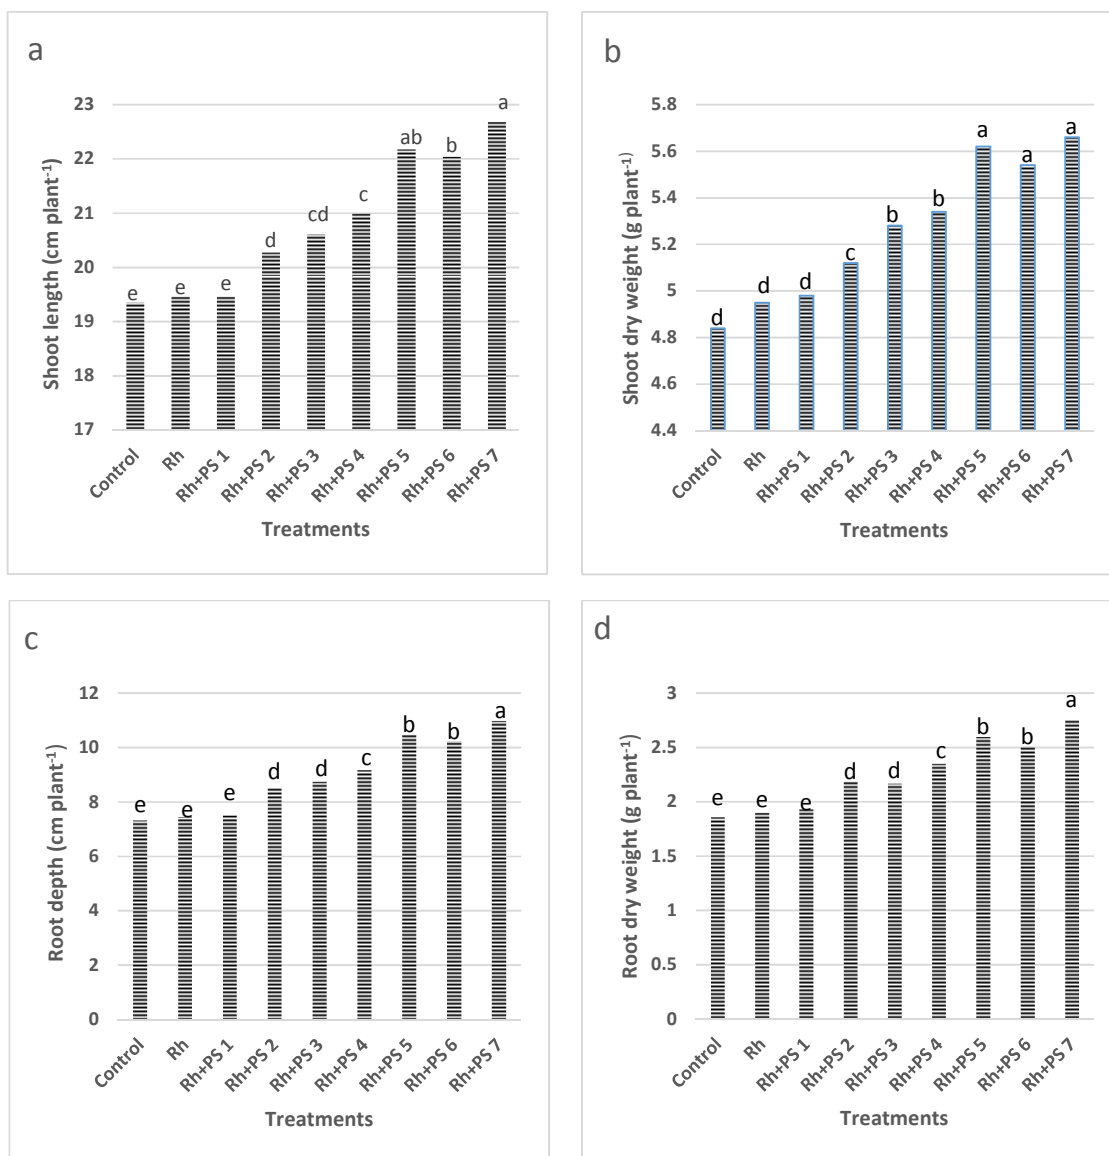 a
Shoot length (cm plant⁻¹)
23
22
21
20
19
18
17
e
e
e
d
cd
c
ab
b
a
Control
Rh
Rh+PS 1
Rh+PS 2
Rh+PS 3
Rh+PS 4
Rh+PS 5
Rh+PS 6
Rh+PS 7
Treatments
b
Shoot dry weight (g plant⁻¹)
5.8
5.6
5.4
5.2
5
4.8
4.6
4.4
d
d
d
c
b
b
a
a
a
Control
Rh
Rh+PS 1
Rh+PS 2
Rh+PS 3
Rh+PS 4
Rh+PS 5
Rh+PS 6
Rh+PS 7
Treatments
c
Root depth (cm plant⁻¹)
12
10
8
6
4
2
0
e
e
e
d
d
c
b
b
a
Control
Rh
Rh+PS 1
Rh+PS 2
Rh+PS 3
Rh+PS 4
Rh+PS 5
Rh+PS 6
Rh+PS 7
Treatments
d
Root dry weight (g plant⁻¹)
3
2.5
2
1.5
1
0.5
0
e
e
e
d
d
c
b
b
a
Control
Rh
Rh+PS 1
Rh+PS 2
Rh+PS 3
Rh+PS 4
Rh+PS 5
Rh+PS 6
Rh+PS 7
Treatments